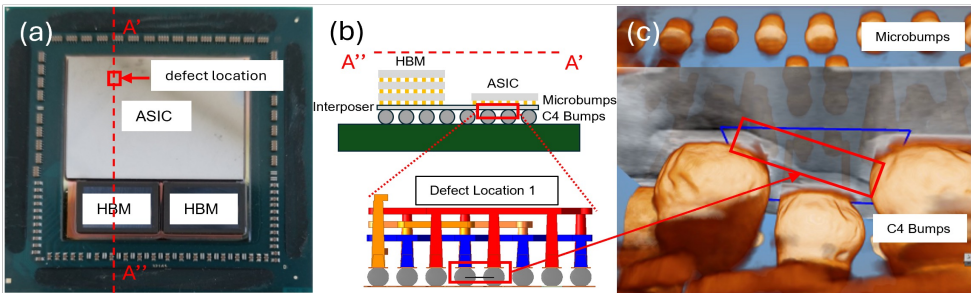 (a)
A'
defect location
ASIC
HBM
HBM
A''
(b)
A''
A'
HBM
ASIC
Interposer
Microbumps
C4 Bumps
Defect Location 1
(c)
Microbumps
C4 Bumps